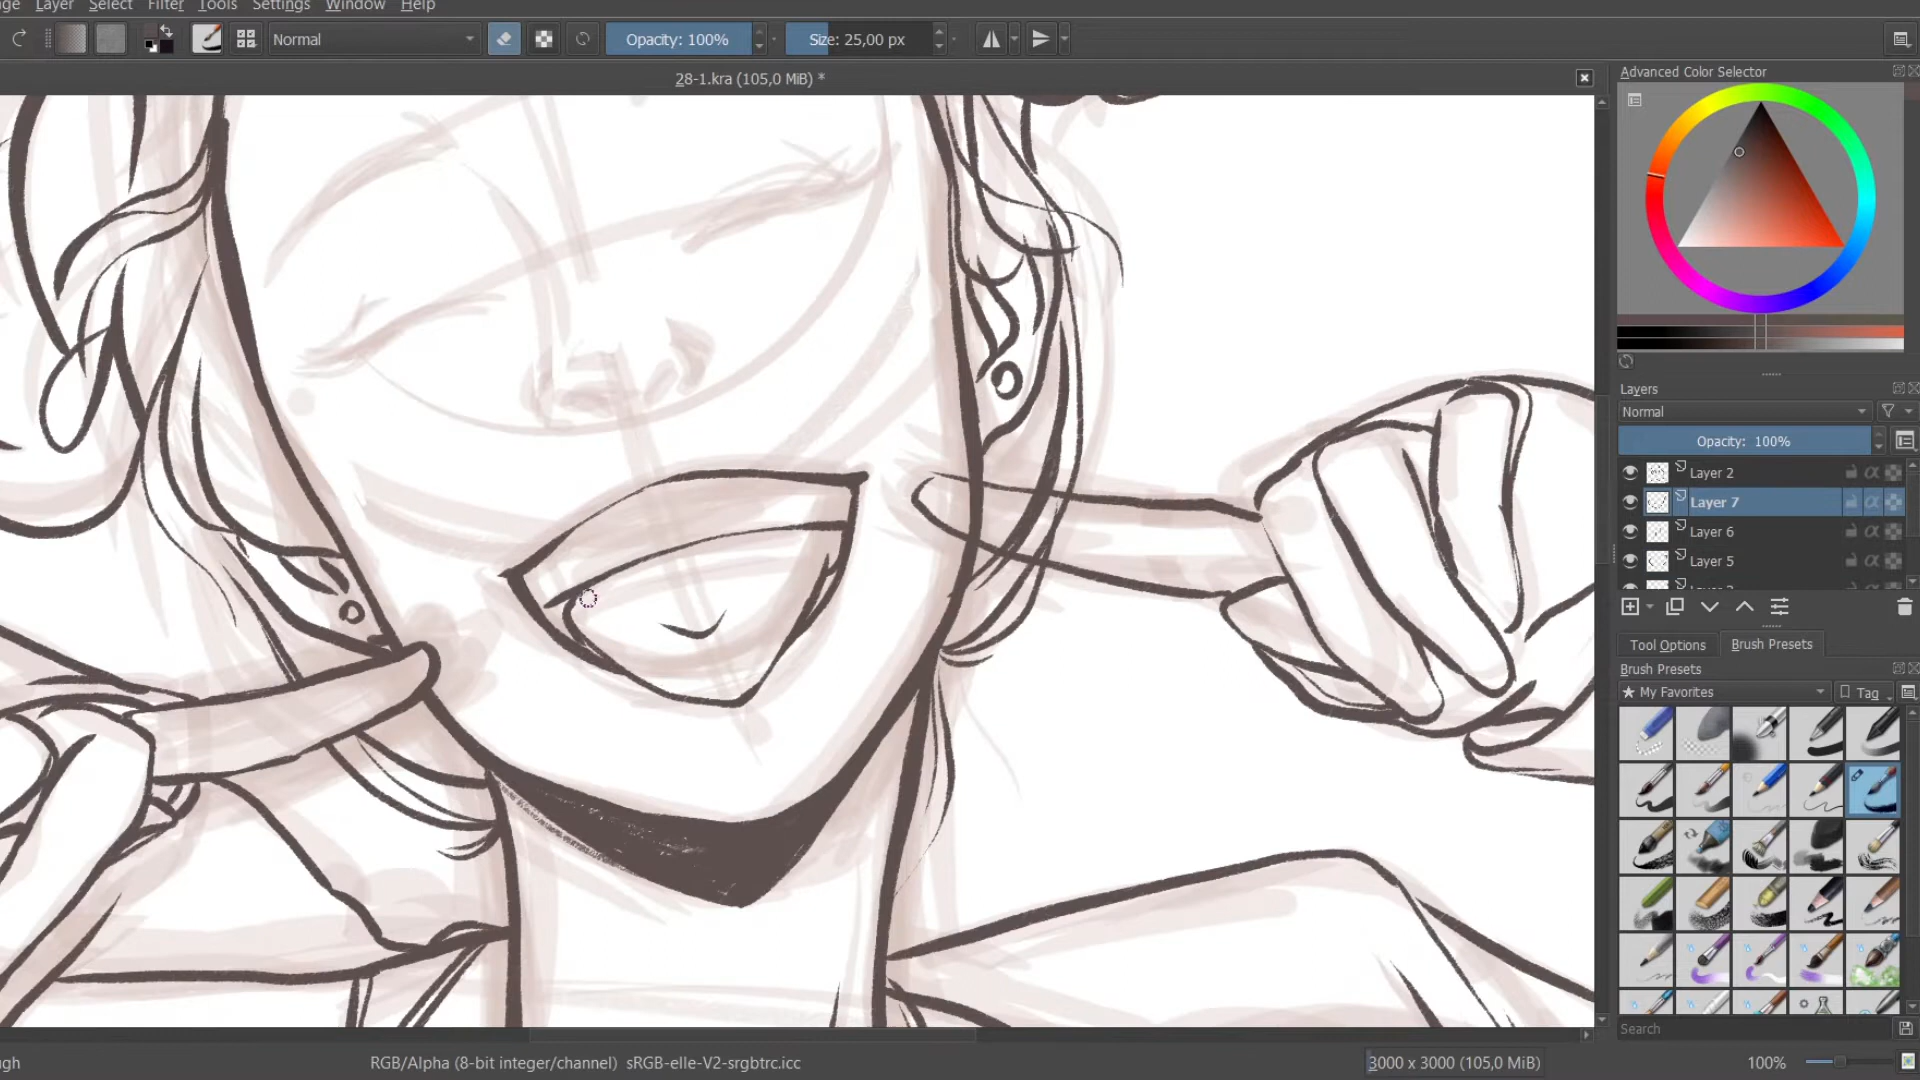 Layer Select Filter Tools Settings Window Help
Normal Opacity: 100% Size: 25,00 px
28-1.kra (105,0 MiB) *
Advanced Color Selector
Layers
Normal
Opacity: 100%
Layer 2
Layer 7
Layer 6
Layer 5
Tool Options Brush Presets
Brush Presets
★ My Favorites Tag
Search
RGB/Alpha (8-bit integer/channel) sRGB-elle-V2-srgbtrc.icc 3000 x 3000 (105,0 MiB) 100%